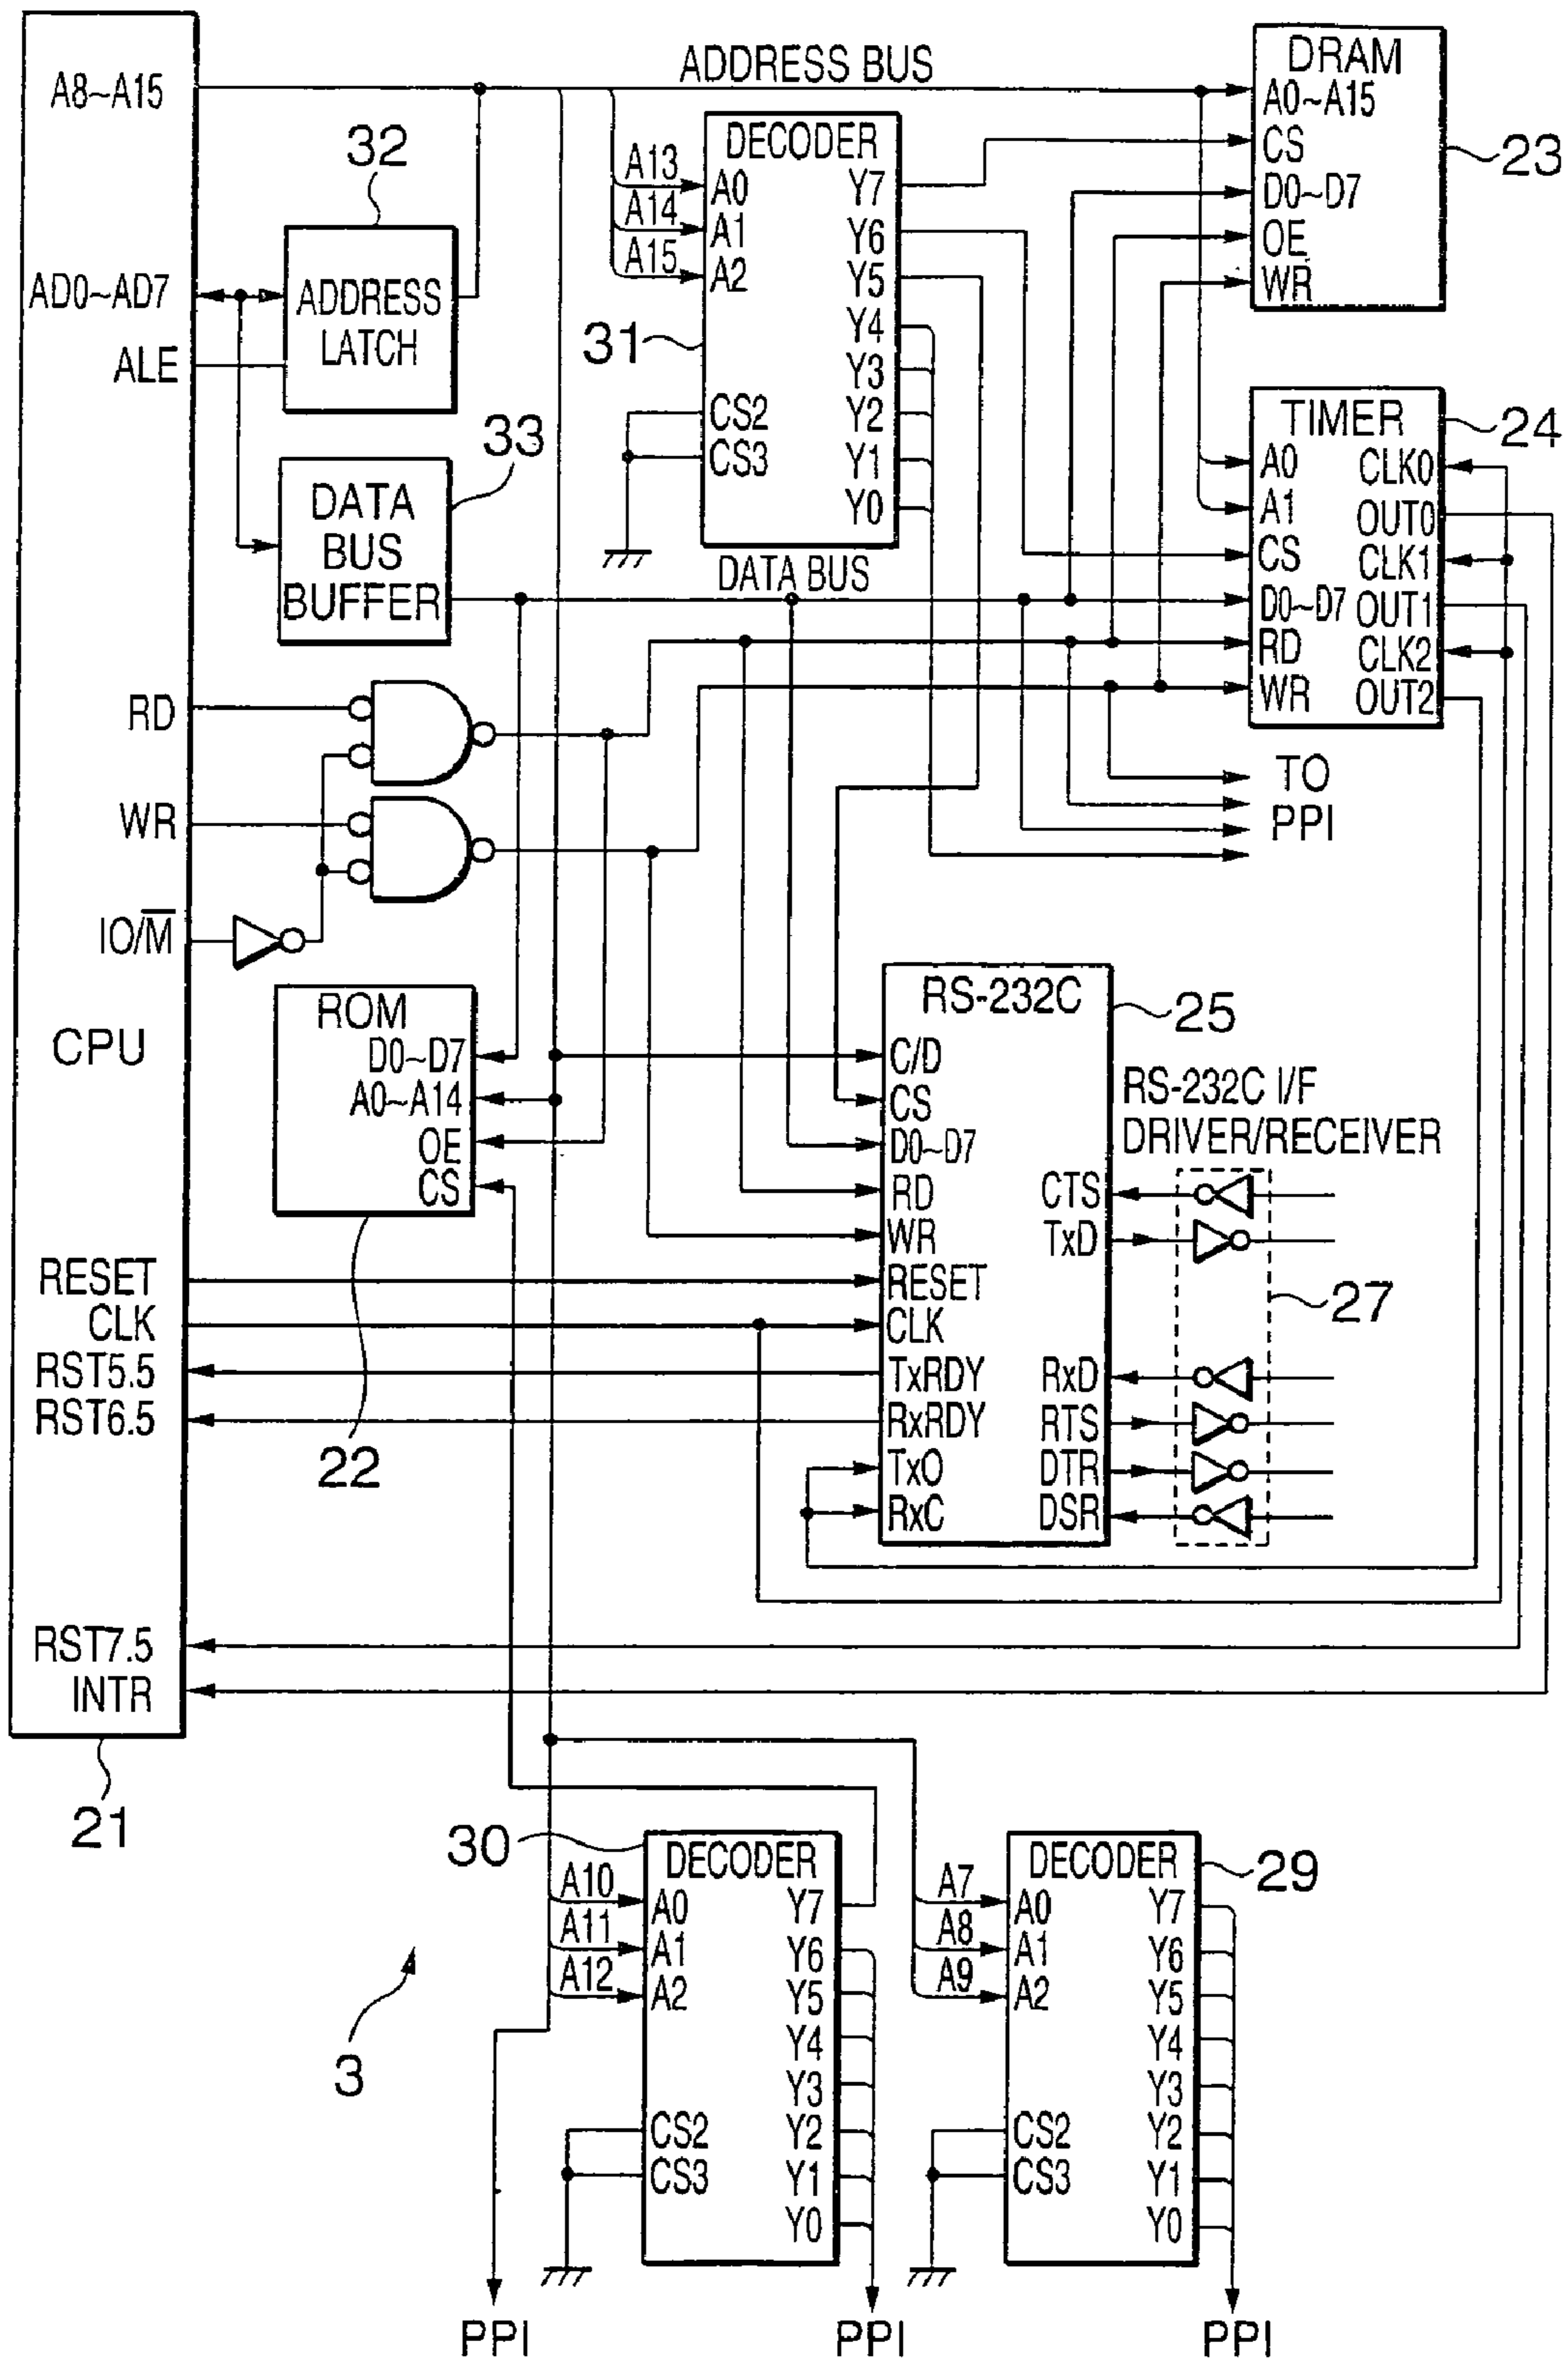 A8~A15
AD0~AD7
ALE
RD
WR
IO/M̅
CPU
RESET
CLK
RST5.5
RST6.5
RST7.5
INTR
21
32
ADDRESS
LATCH
33
DATA
BUS
BUFFER
ADDRESS BUS
A13
A14
A15
31
DECODER
A0
A1
A2
CS2
CS3
Y7
Y6
Y5
Y4
Y3
Y2
Y1
Y0
DATA BUS
DRAM
A0~A15
CS
D0~D7
OE
WR
23
TIMER
24
A0
A1
CS
D0~D7
RD
WR
CLK0
OUT0
CLK1
OUT1
CLK2
OUT2
TO
PPI
ROM
D0~D7
A0~A14
OE
CS
22
RS-232C
25
C/D
CS
D0~D7
RD
WR
RESET
CLK
TxRDY
RxRDY
TxO
RxC
CTS
TxD
RxD
RTS
DTR
DSR
RS-232C I/F
DRIVER/RECEIVER
27
30
DECODER
A10
A11
A12
A0
A1
A2
CS2
CS3
Y7
Y6
Y5
Y4
Y3
Y2
Y1
Y0
DECODER
29
A7
A8
A9
A0
A1
A2
CS2
CS3
Y7
Y6
Y5
Y4
Y3
Y2
Y1
Y0
3
PPI
PPI
PPI